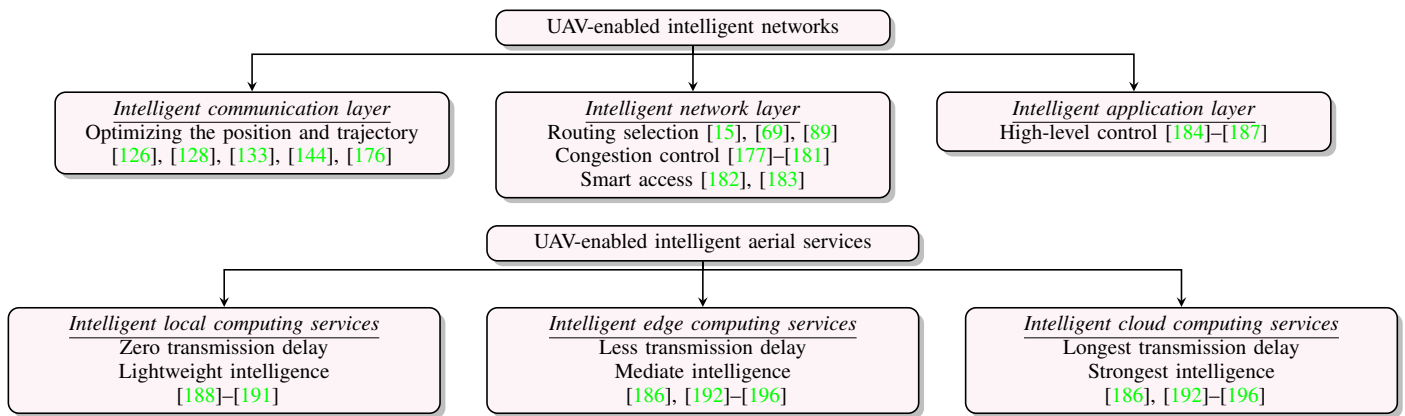 UAV-enabled intelligent networks
Intelligent communication layer
Optimizing the position and trajectory
[126], [128], [133], [144], [176]
Intelligent network layer
Routing selection [15], [69], [89]
Congestion control [177]–[181]
Smart access [182], [183]
Intelligent application layer
High-level control [184]–[187]
UAV-enabled intelligent aerial services
Intelligent local computing services
Zero transmission delay
Lightweight intelligence
[188]–[191]
Intelligent edge computing services
Less transmission delay
Mediate intelligence
[186], [192]–[196]
Intelligent cloud computing services
Longest transmission delay
Strongest intelligence
[186], [192]–[196]